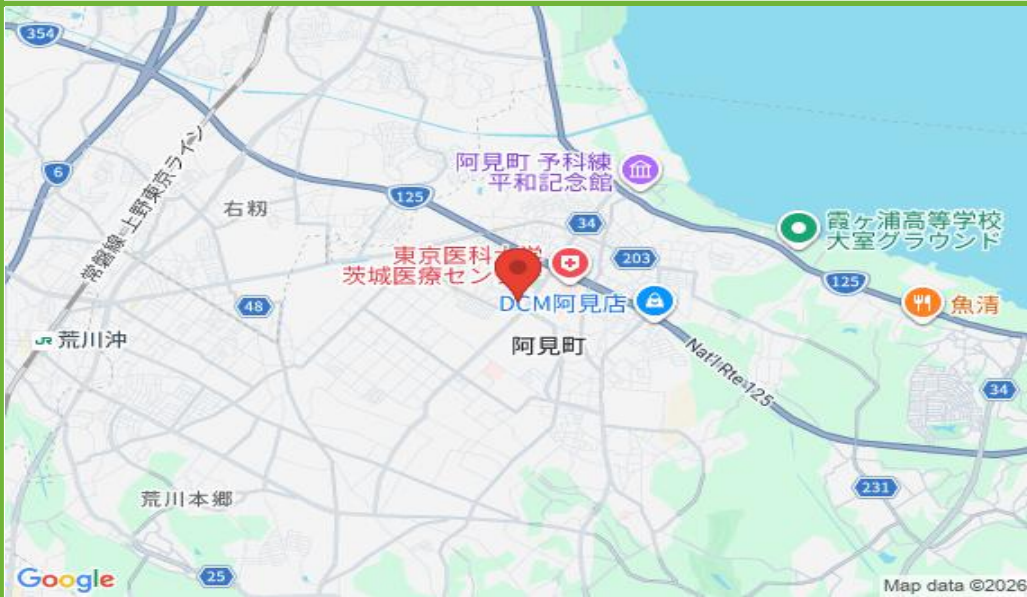 354
6
常磐線・上野東京ライン
右籾
125
阿見町 予科練
平和記念館
34
霞ヶ浦高等学校
大室グラウンド
203
東京医科大学
茨城医療セン
125
魚清
48
DCM阿見店
JR 荒川沖
阿見町
Nat'l Rte 125
34
231
荒川本郷
25
Google
Map data ©2026